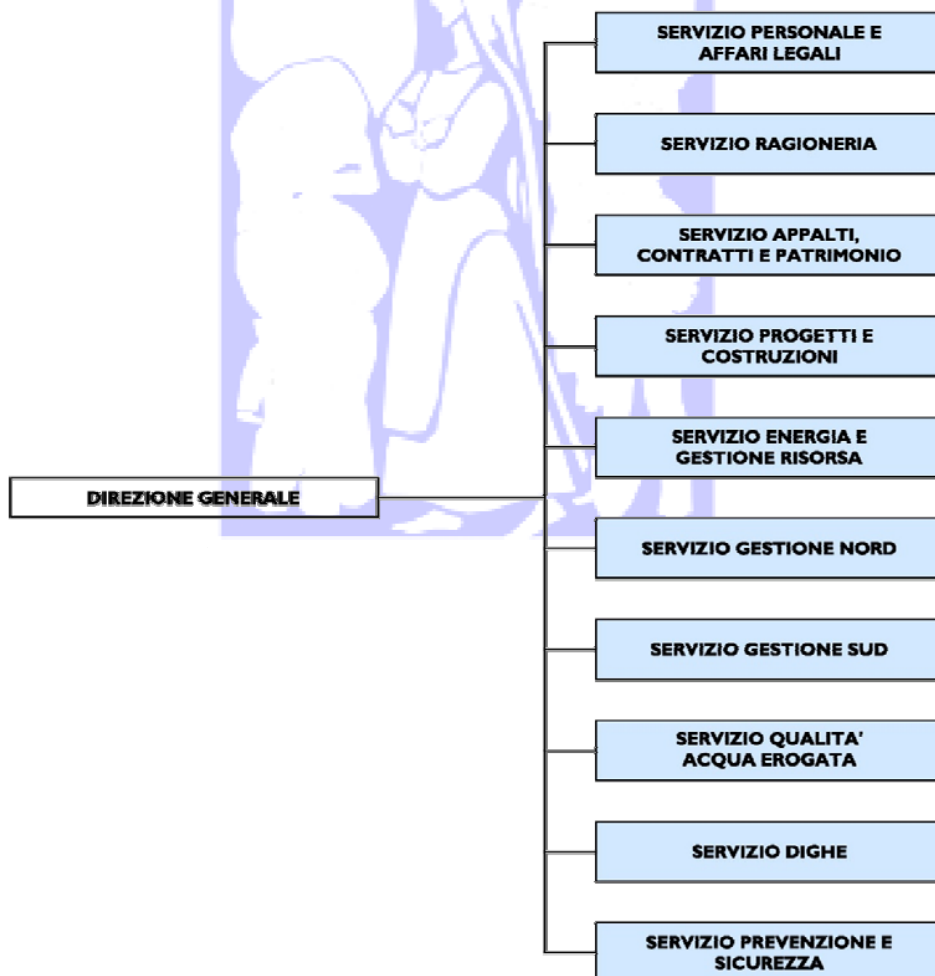 SERVIZIO PERSONALE E
AFFARI LEGALI
SERVIZIO RAGIONERIA
SERVIZIO APPALTI,
CONTRATTI E PATRIMONIO
SERVIZIO PROGETTI E
COSTRUZIONI
SERVIZIO ENERGIA E
GESTIONE RISORSA
DIREZIONE GENERALE
SERVIZIO GESTIONE NORD
SERVIZIO GESTIONE SUD
SERVIZIO QUALITA'
ACQUA EROGATA
SERVIZIO DIGHE
SERVIZIO PREVENZIONE E
SICUREZZA